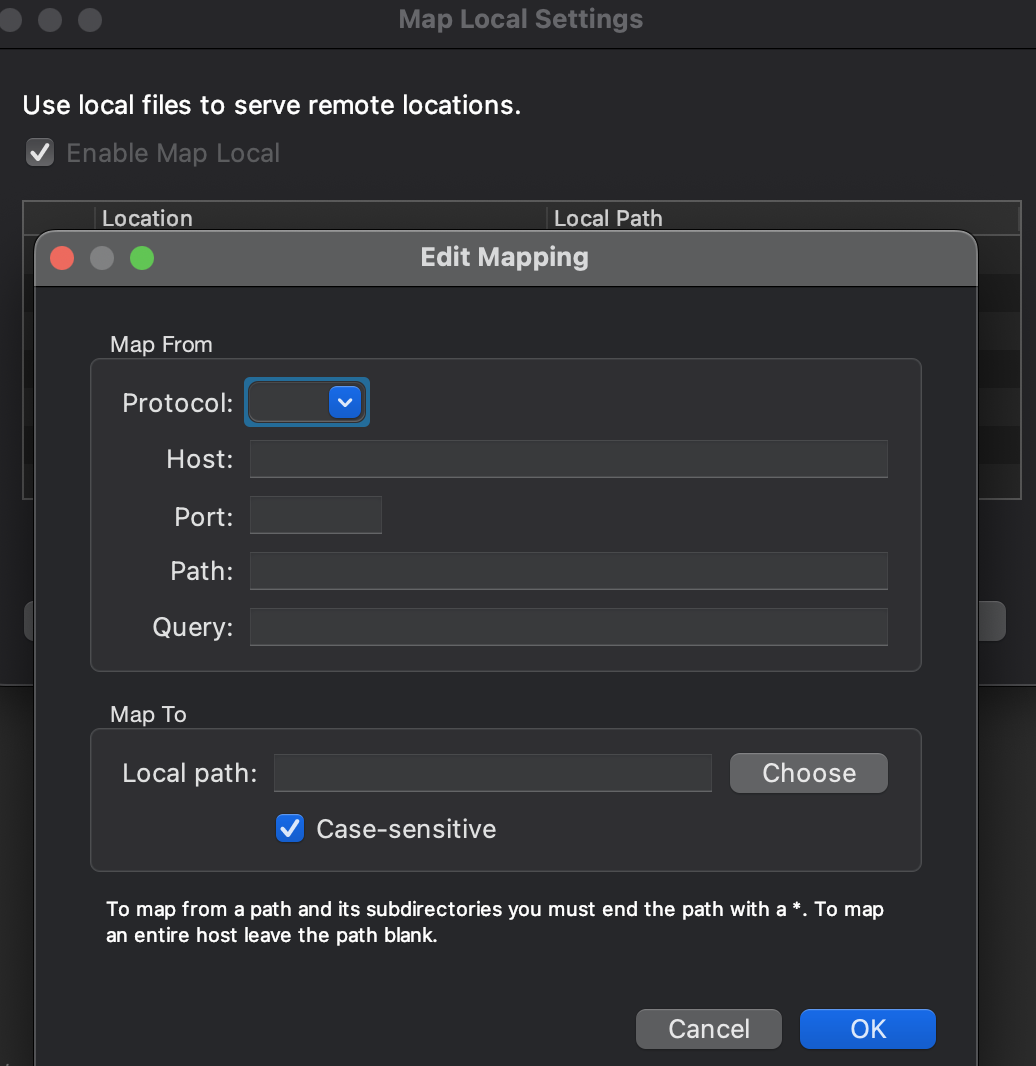 Map Local Settings
Use local files to serve remote locations.
Enable Map Local
Location
Local Path
Edit Mapping
Map From
Protocol:
Host:
Port:
Path:
Query:
Map To
Local path:
Choose
Case-sensitive
To map from a path and its subdirectories you must end the path with a *. To map
an entire host leave the path blank.
Cancel
OK